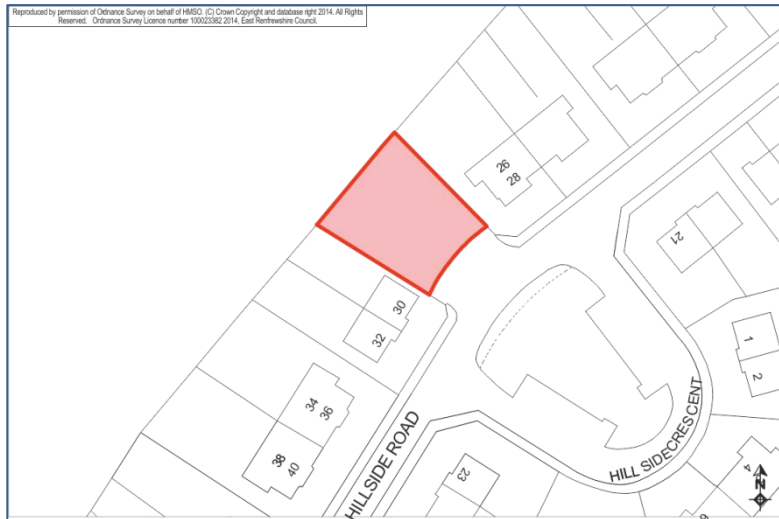 Reproduced by permission of Ordnance Survey on behalf of HMSO. (C) Crown Copyright and database right 2014. All Rights
Reserved. Ordnance Survey Licence number 100023382 2014, East Renfrewshire Council.
26
28
21
30
32
1
2
34
36
38
40
HILLSIDE ROAD
HILL SIDECRESCENT
23
4
N